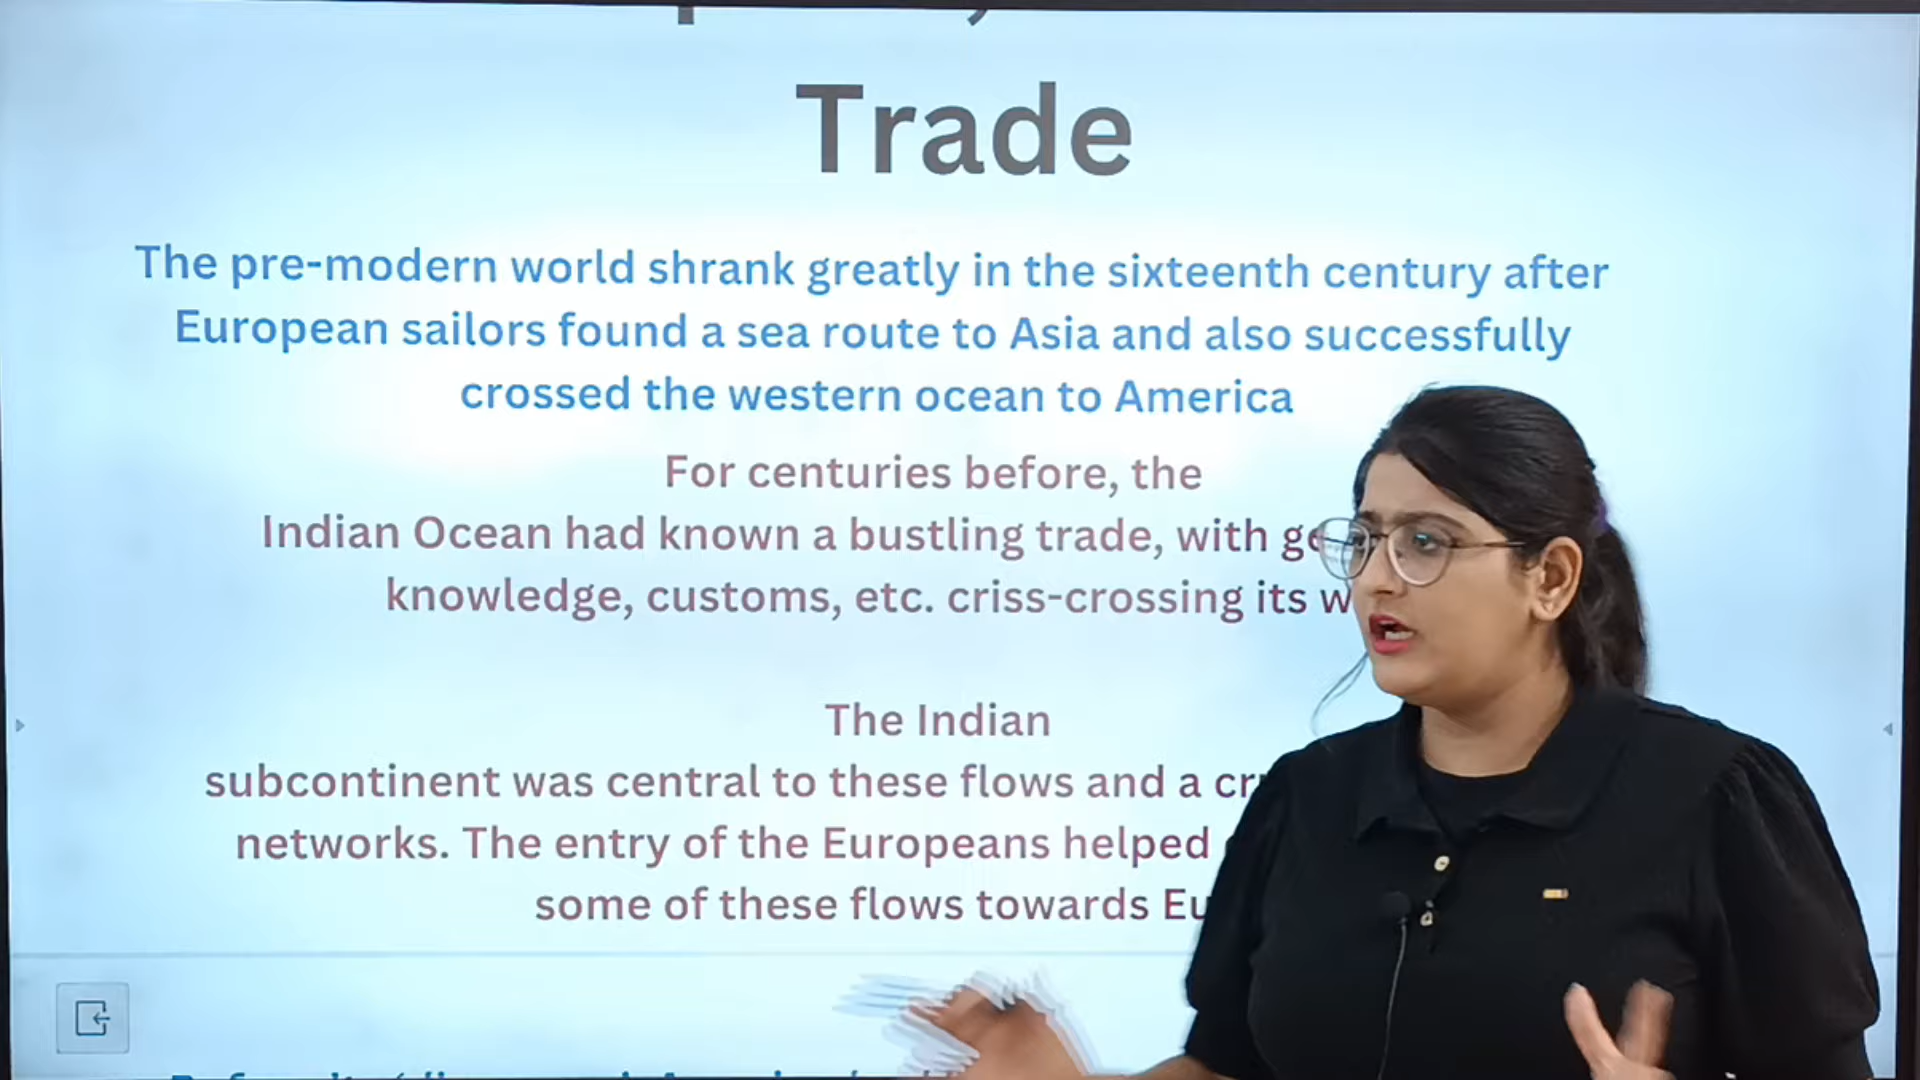 Trade
The pre-modern world shrank greatly in the sixteenth century after
European sailors found a sea route to Asia and also successfully
crossed the western ocean to America
For centuries before, the
Indian Ocean had known a bustling trade, with
knowledge, customs, etc. criss-crossing its
The Indian
subcontinent was central to these flows and a
networks. The entry of the Europeans helped
some of these flows towards